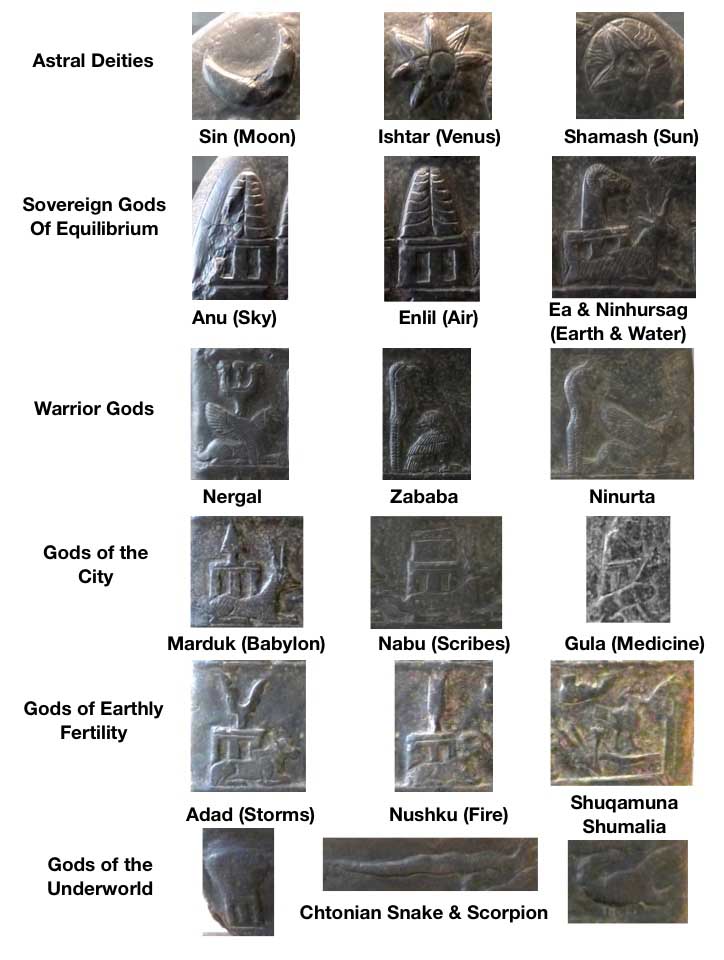 Astral Deities
Sin (Moon)
Ishtar (Venus)
Shamash (Sun)
Sovereign Gods
Of Equilibrium
Anu (Sky)
Enlil (Air)
Ea & Ninhursag
(Earth & Water)
Warrior Gods
Nergal
Zababa
Ninurta
Gods of the
City
Marduk (Babylon)
Nabu (Scribes)
Gula (Medicine)
Gods of Earthly
Fertility
Adad (Storms)
Nushku (Fire)
Shuqamuna
Shumalia
Gods of the
Underworld
Chtonian Snake & Scorpion